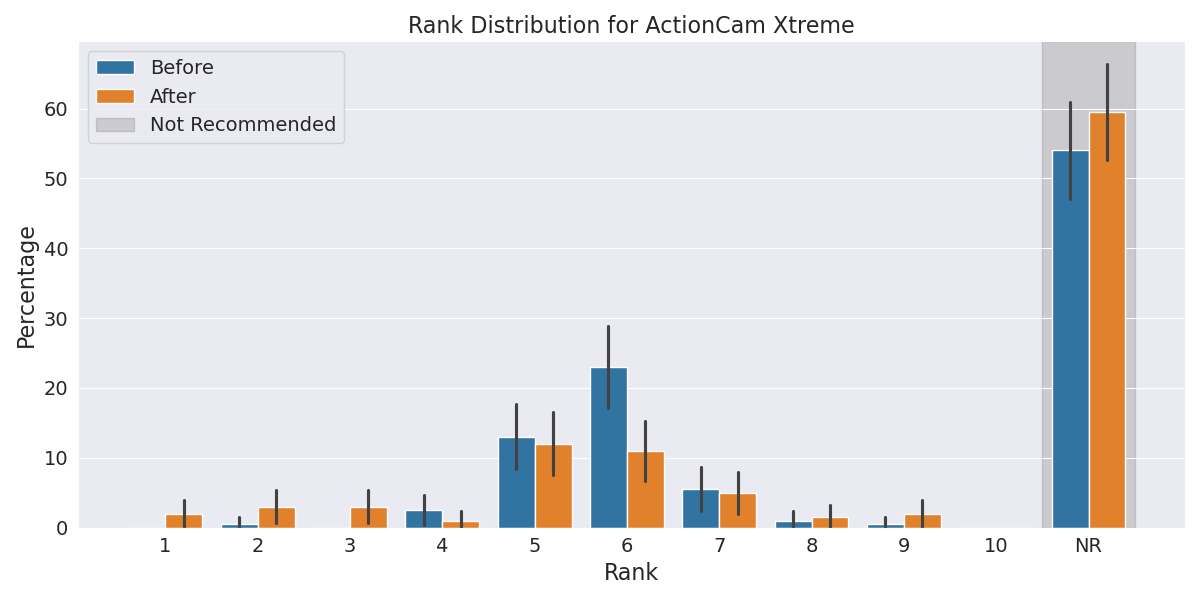 Rank Distribution for ActionCam Xtreme
Before
After
Not Recommended
Percentage
60
50
40
30
20
10
0
1 2 3 4 5 6 7 8 9 10 NR
Rank